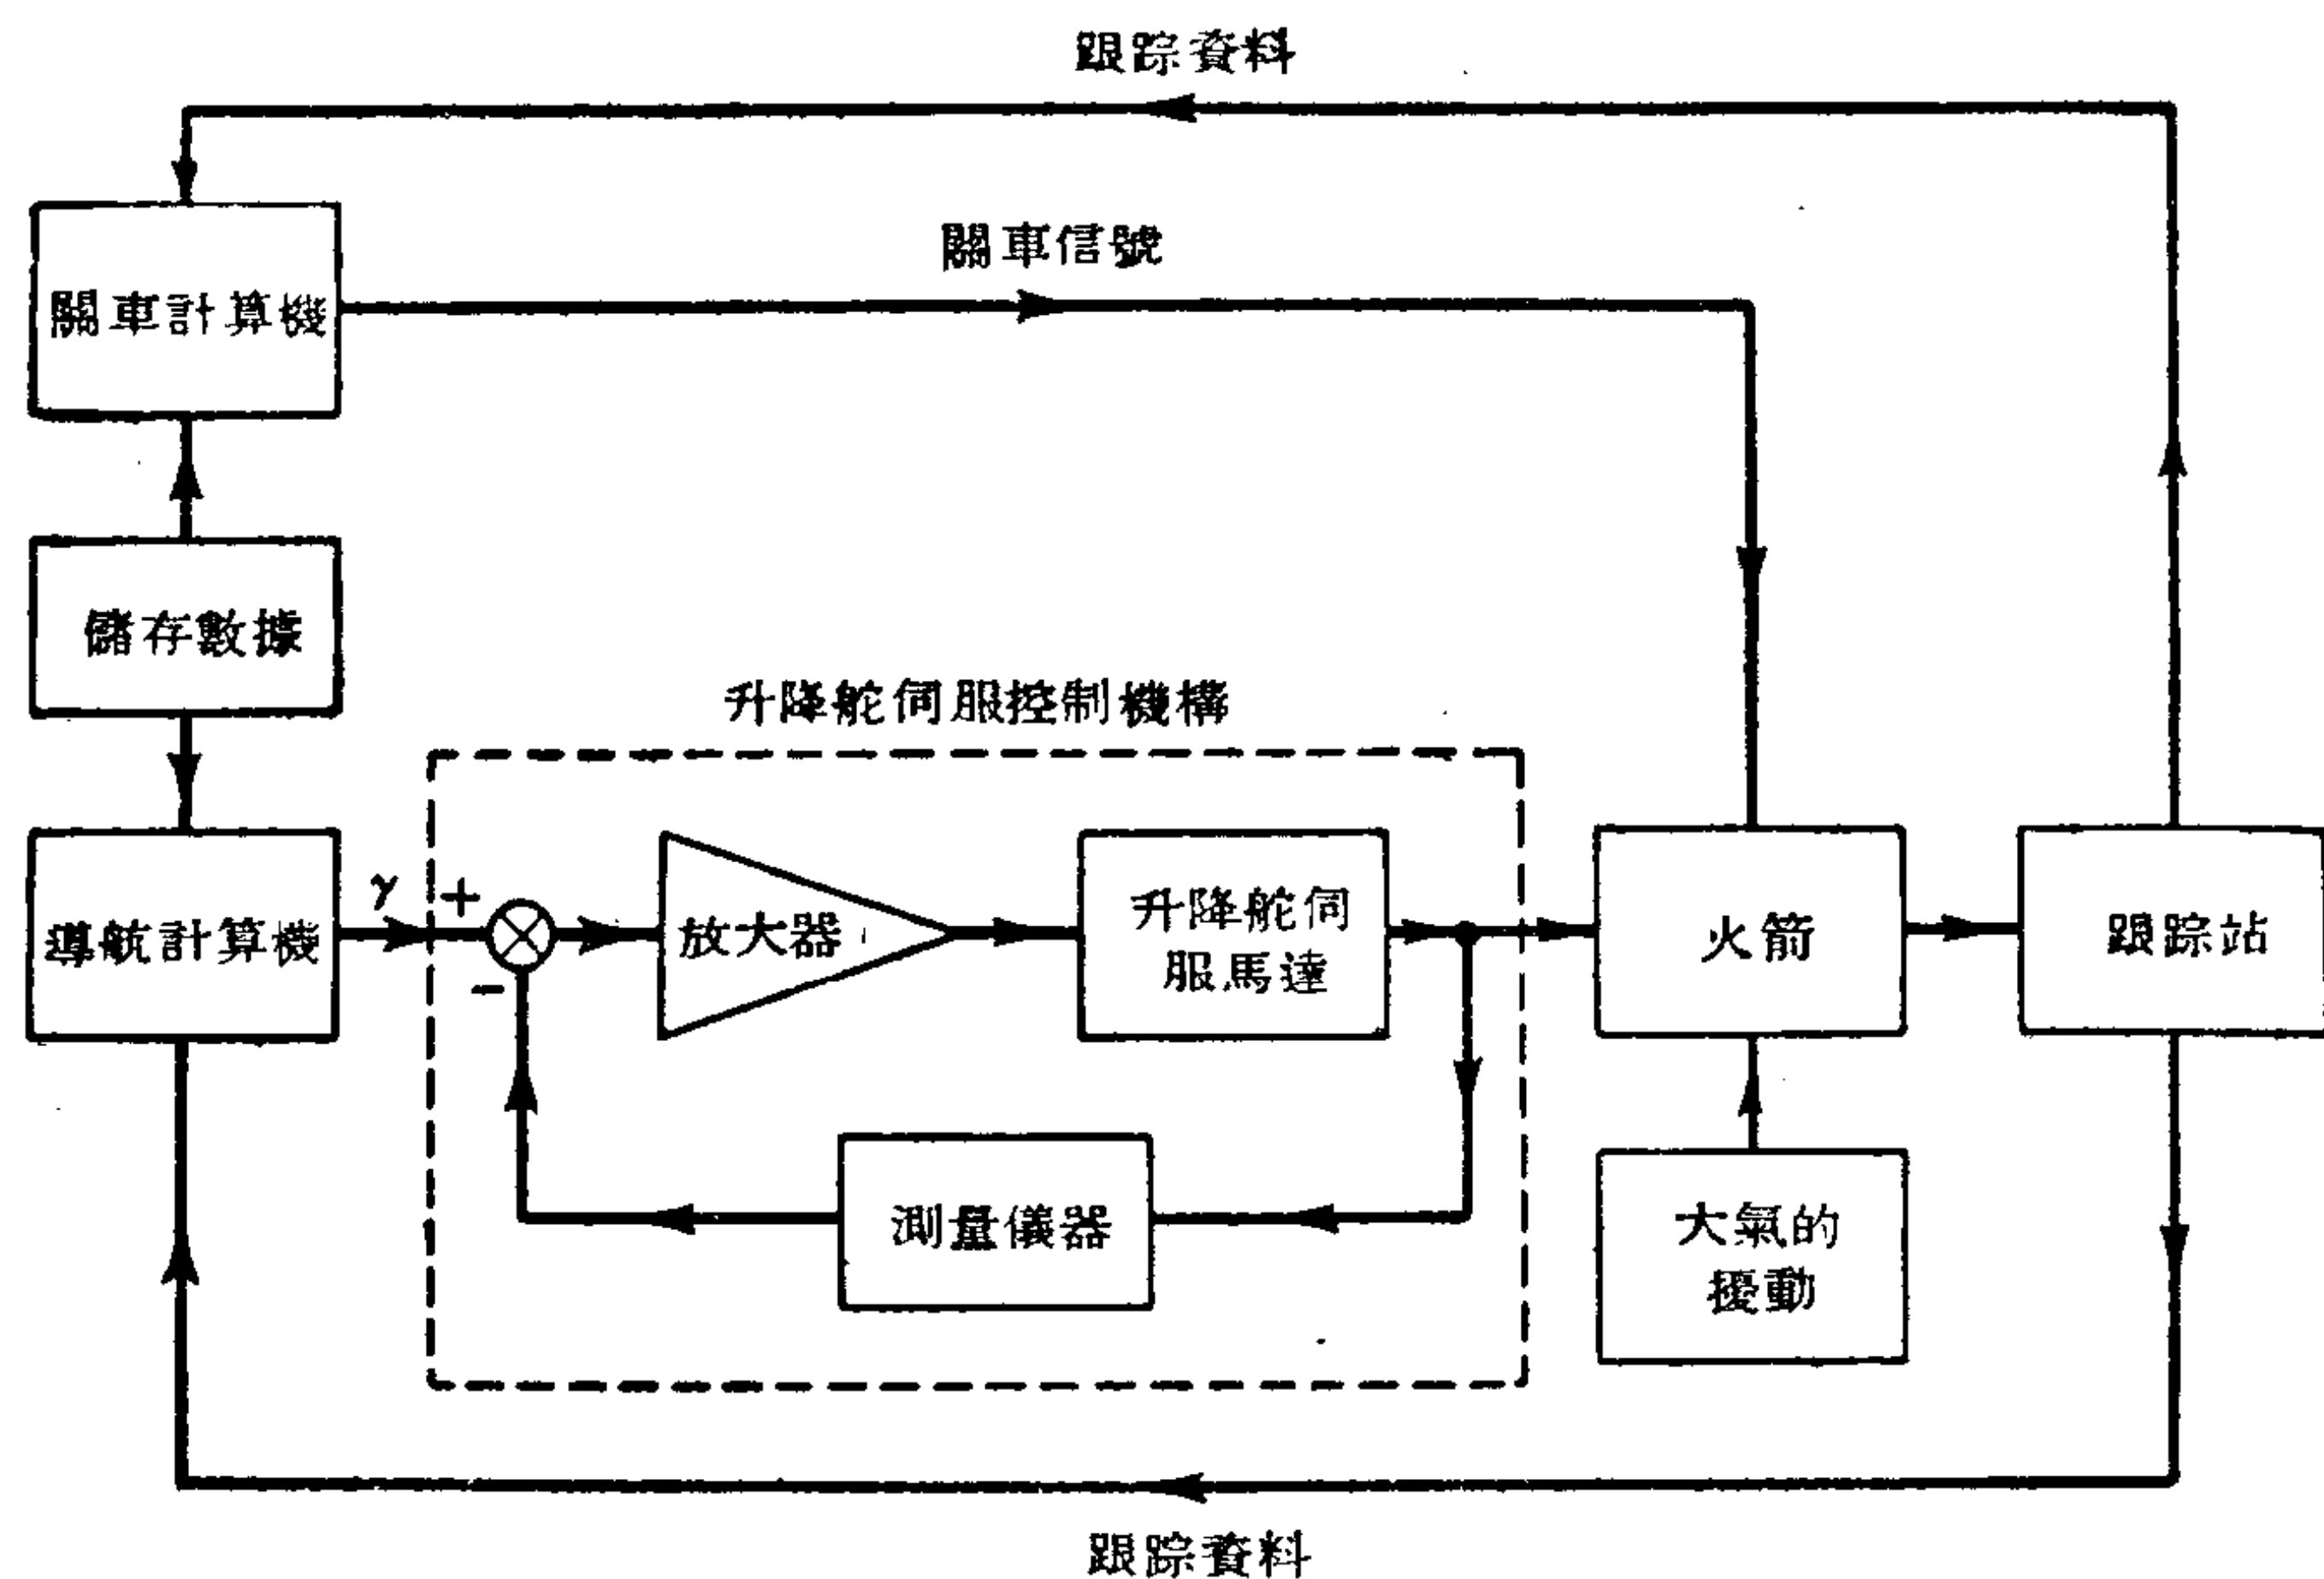 跟踪資料
關車信號
關車計算機
儲存數據
升降舵伺服控制機構
導航計算機
γ
+
−
放大器
升降舵伺
服馬達
火箭
跟踪站
測量儀器
大氣的
擾動
跟踪資料